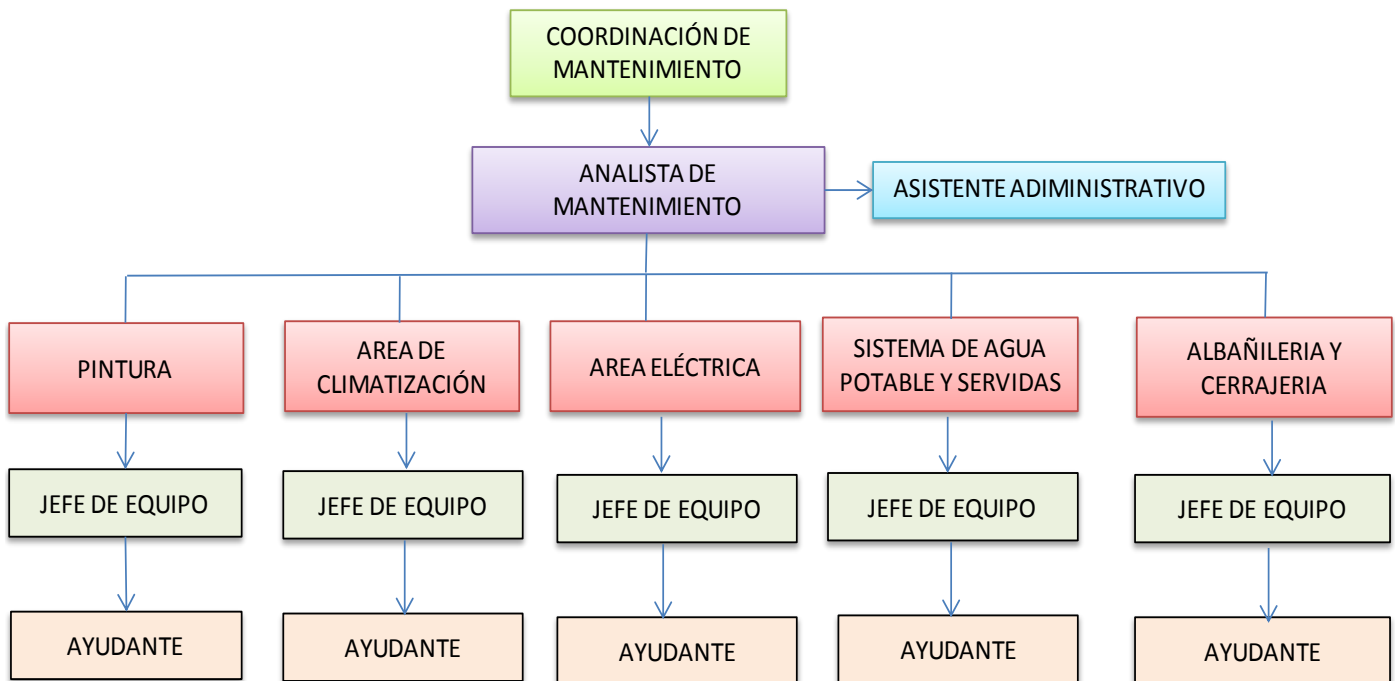 COORDINACIÓN DE
MANTENIMIENTO
ANALISTA DE
MANTENIMIENTO
ASISTENTE ADIMINISTRATIVO
PINTURA
AREA DE
CLIMATIZACIÓN
AREA ELÉCTRICA
SISTEMA DE AGUA
POTABLE Y SERVIDAS
ALBAÑILERIA Y
CERRAJERIA
JEFE DE EQUIPO
JEFE DE EQUIPO
JEFE DE EQUIPO
JEFE DE EQUIPO
JEFE DE EQUIPO
AYUDANTE
AYUDANTE
AYUDANTE
AYUDANTE
AYUDANTE